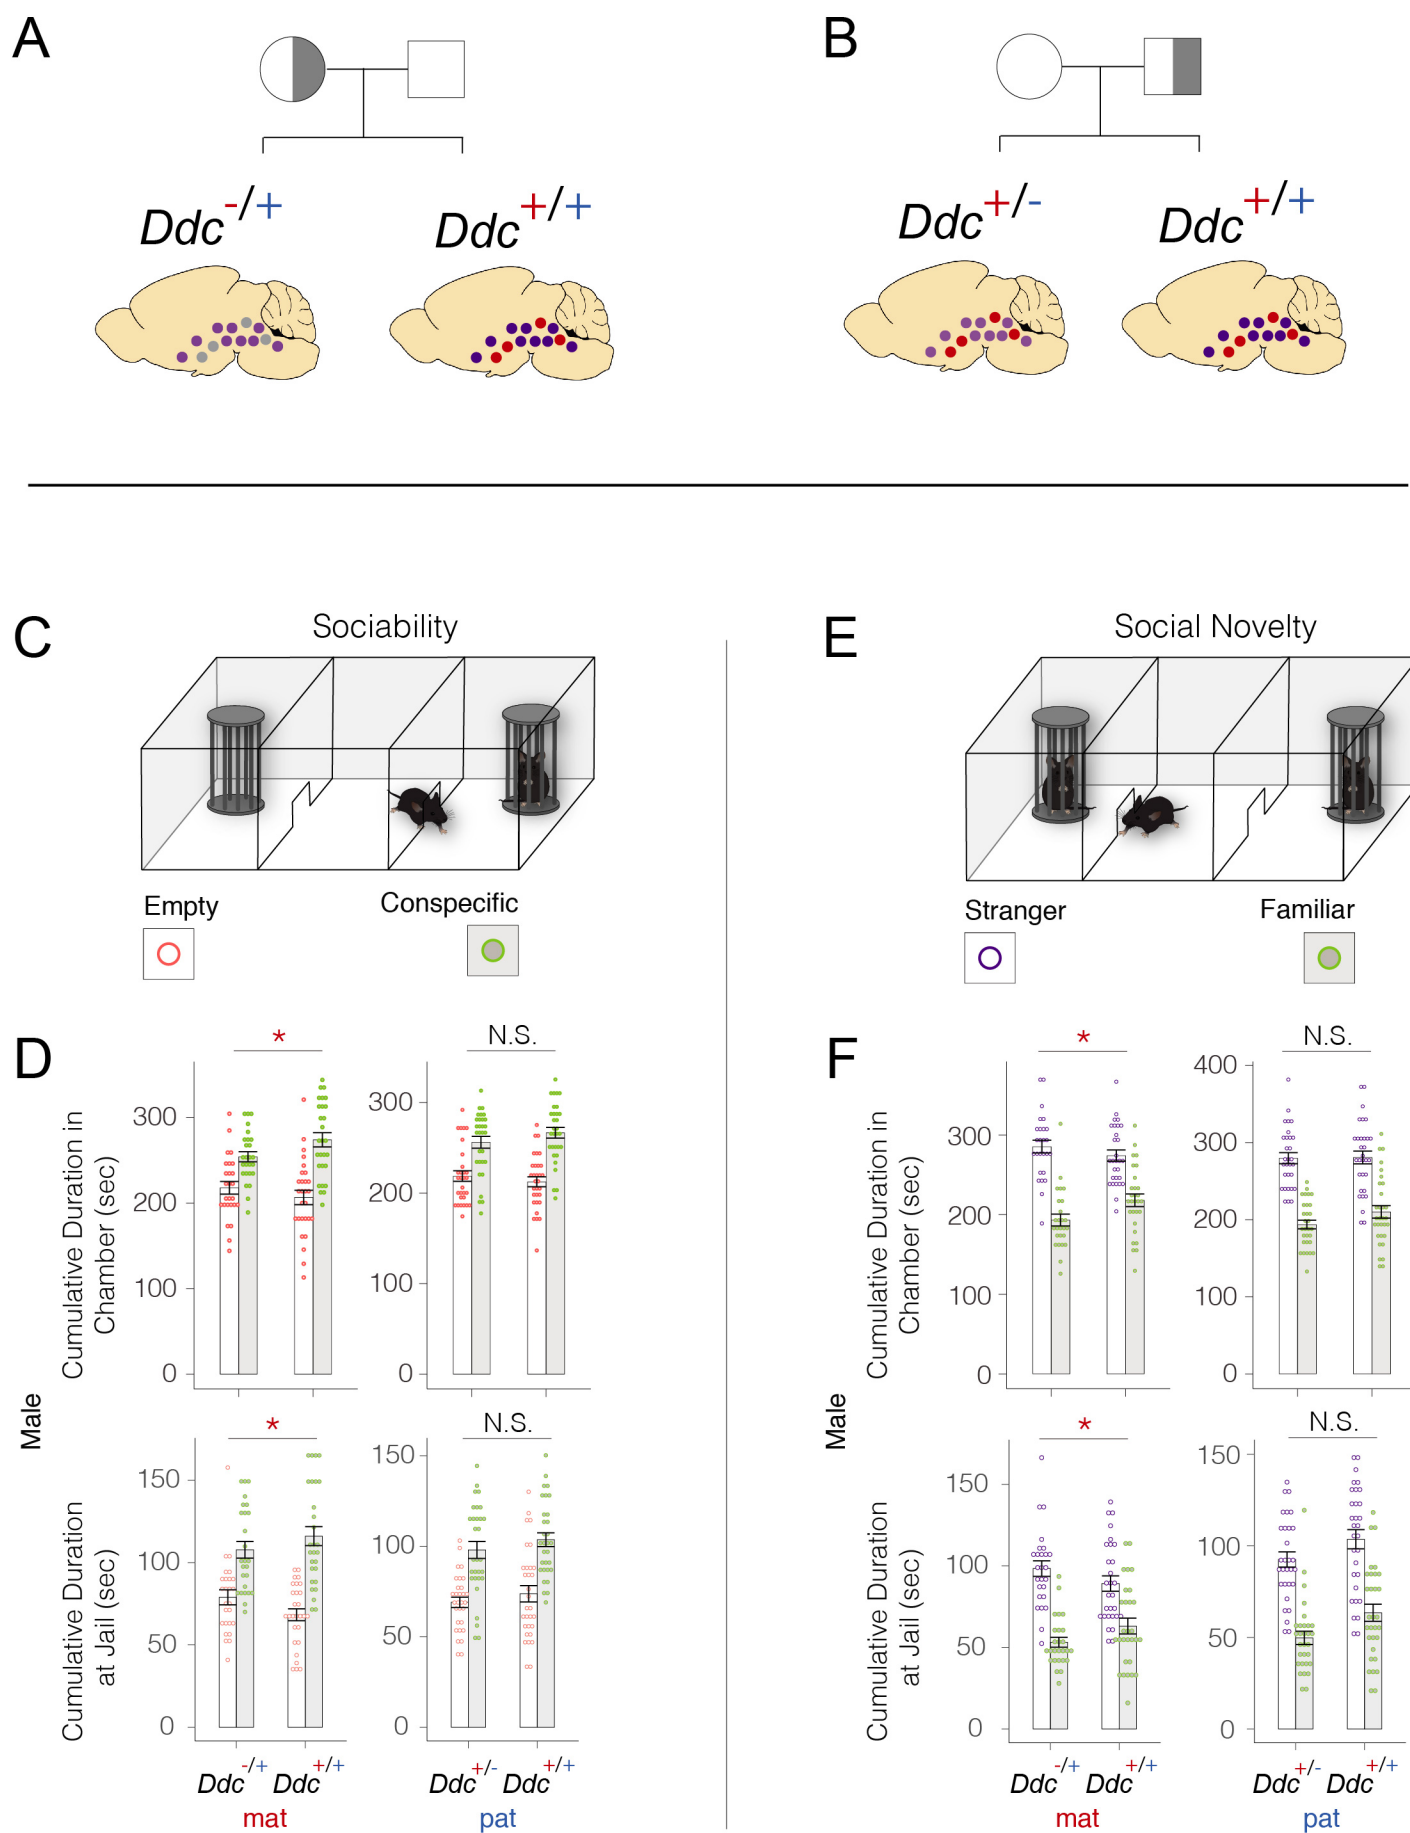 A
B
Ddc-/+
Ddc+/+
Ddc+/-
Ddc+/+
C
Sociability
E
Social Novelty
Empty
Conspecific
Stranger
Familiar
D
*
N.S.
F
*
N.S.
Cumulative Duration in
Chamber (sec)
300
200
100
0
300
200
100
0
Cumulative Duration in
Chamber (sec)
300
200
100
0
400
300
200
100
0
Male
*
N.S.
Male
*
N.S.
Cumulative Duration
at Jail (sec)
150
100
50
0
150
100
50
0
Cumulative Duration
at Jail (sec)
150
100
50
0
150
100
50
0
Ddc-/+
Ddc+/+
Ddc+/-
Ddc+/+
Ddc-/+
Ddc+/+
Ddc+/-
Ddc+/+
mat
pat
mat
pat